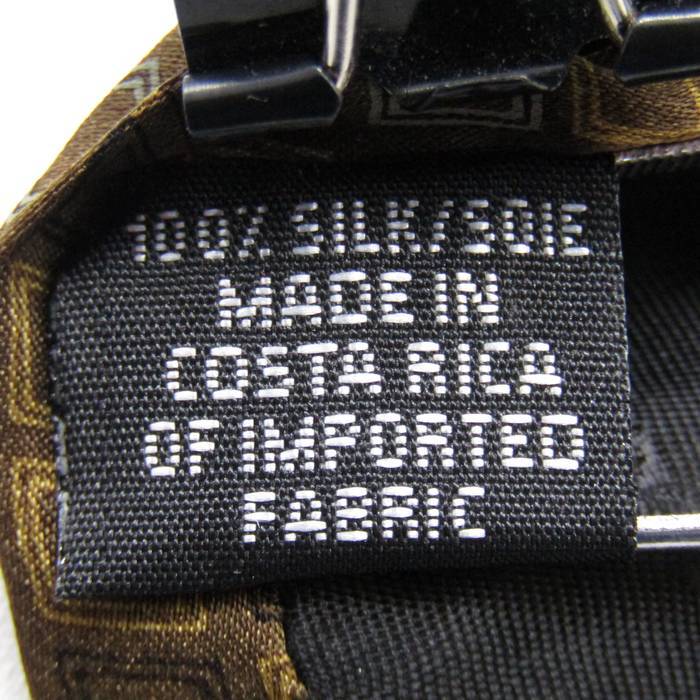 100% SILK/SOIE
MADE IN
COSTA RICA
OF IMPORTED
FABRIC